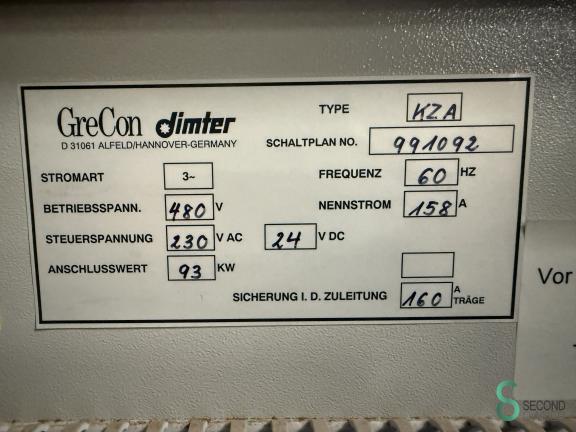 GreCon dimter
D 31061 ALFELD/HANNOVER-GERMANY
TYPE KZA
SCHALTPLAN NO. 991092
STROMART 3~
FREQUENZ 60 HZ
BETRIEBSSPANN. 480 V
NENNSTROM 158 A
STEUERSPANNUNG 230 V AC 24 V DC
ANSCHLUSSWERT 93 KW
SICHERUNG I. D. ZULEITUNG 160 A TRÄGE
Vor
SECOND